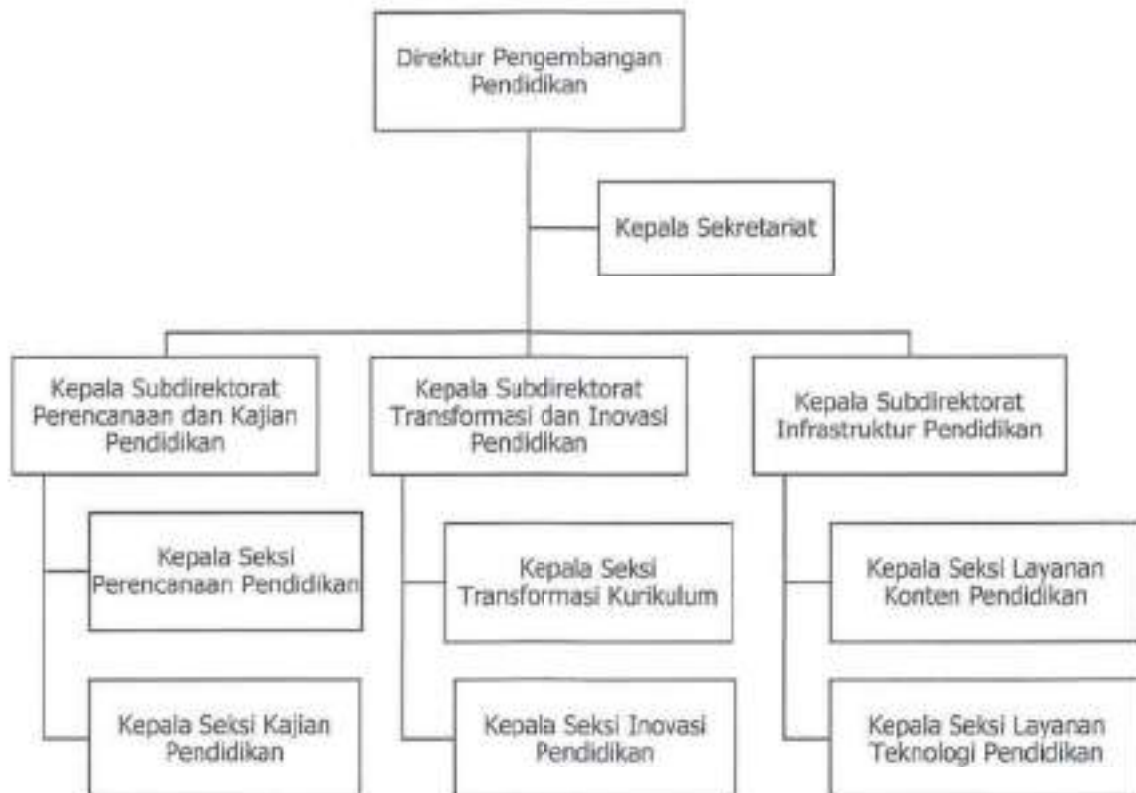 Direktur Pengembangan
Pendidikan
Kepala Sekretariat
Kepala Subdirektorat
Perencanaan dan Kajian
Pendidikan
Kepala Subdirektorat
Transformasi dan Inovasi
Pendidikan
Kepala Subdirektorat
Infrastruktur Pendidikan
Kepala Seksi
Perencanaan Pendidikan
Kepala Seksi
Transformasi Kurikulum
Kepala Seksi Layanan
Konten Pendidikan
Kepala Seksi Kajian
Pendidikan
Kepala Seksi Inovasi
Pendidikan
Kepala Seksi Layanan
Teknologi Pendidikan